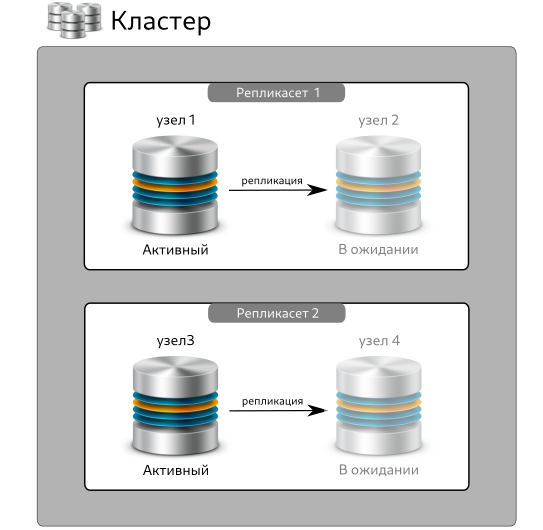 Кластер
Репликасет 1
узел 1
узел 2
репликация
Активный
В ожидании
Репликасет 2
узел3
узел 4
репликация
Активный
В ожидании